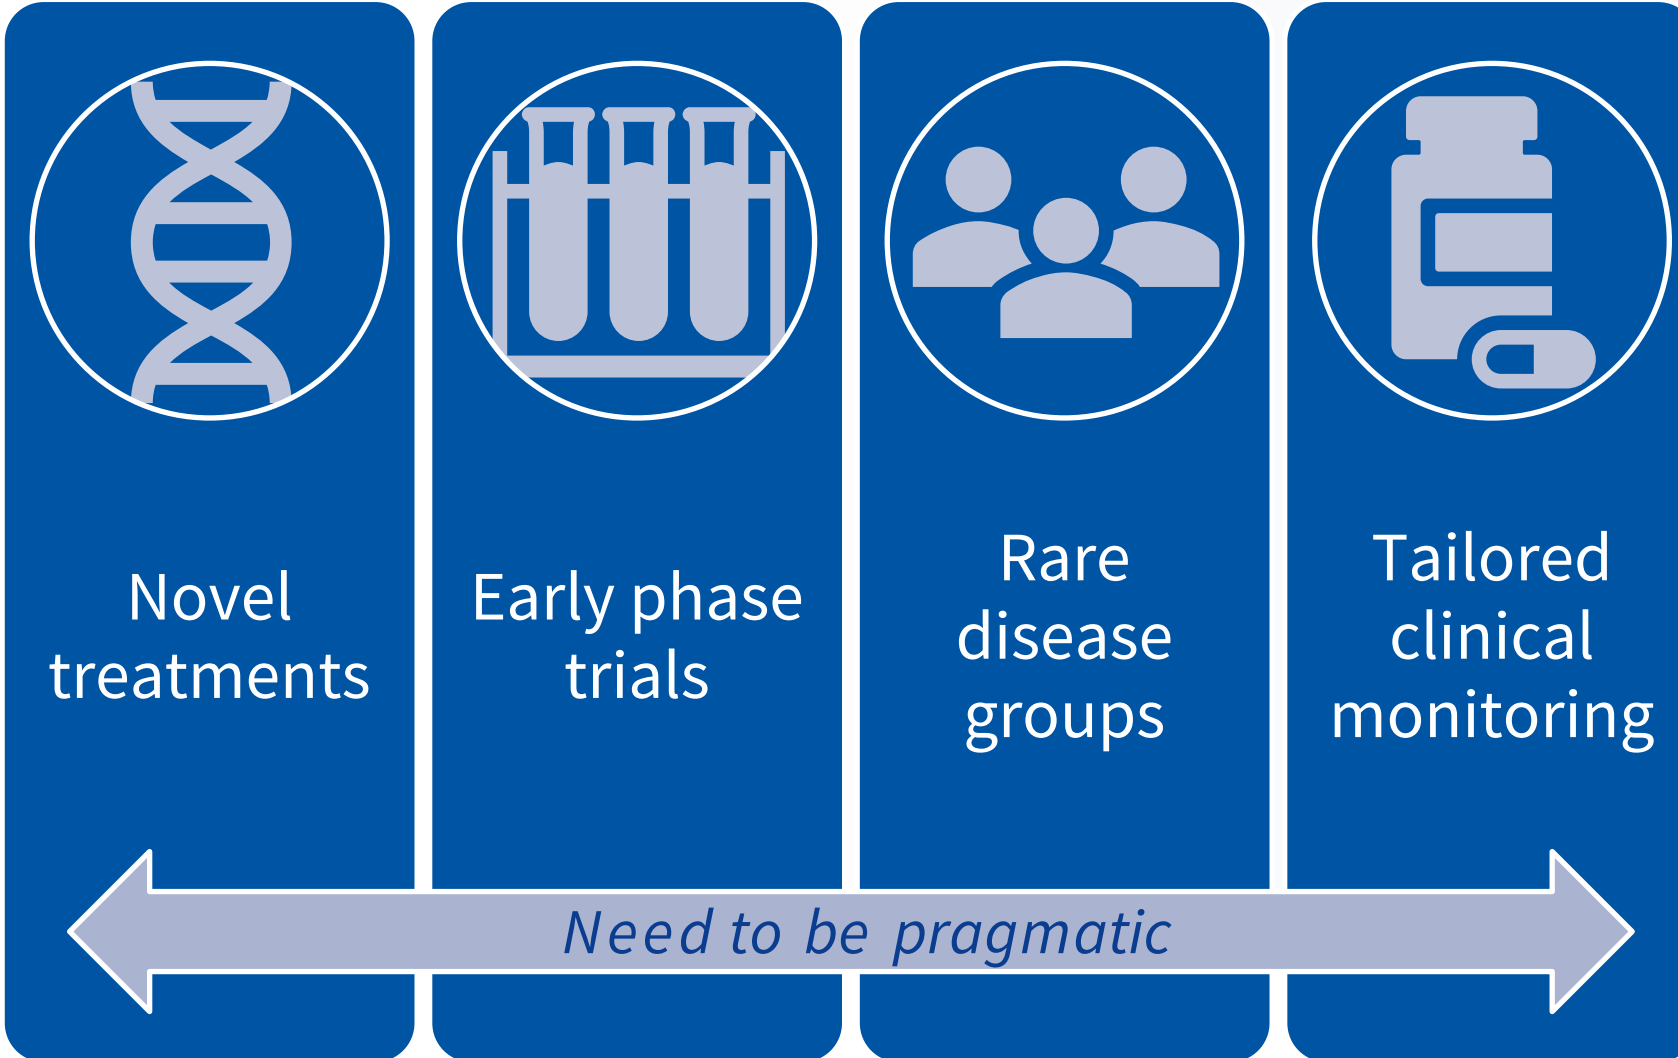 Novel
treatments
Early phase
trials
Rare
disease
groups
Tailored
clinical
monitoring
Need to be pragmatic